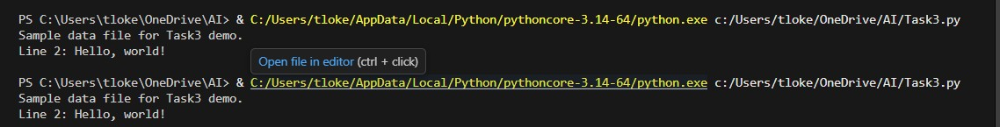 PS C:\Users\tloke\OneDrive\AI> & C:/Users/tloke/AppData/Local/Python/pythoncore-3.14-64/python.exe c:/Users/tloke/OneDrive/AI/Task3.py
Sample data file for Task3 demo.
Line 2: Hello, world!
Open file in editor (ctrl + click)
PS C:\Users\tloke\OneDrive\AI> & C:/Users/tloke/AppData/Local/Python/pythoncore-3.14-64/python.exe c:/Users/tloke/OneDrive/AI/Task3.py
Sample data file for Task3 demo.
Line 2: Hello, world!